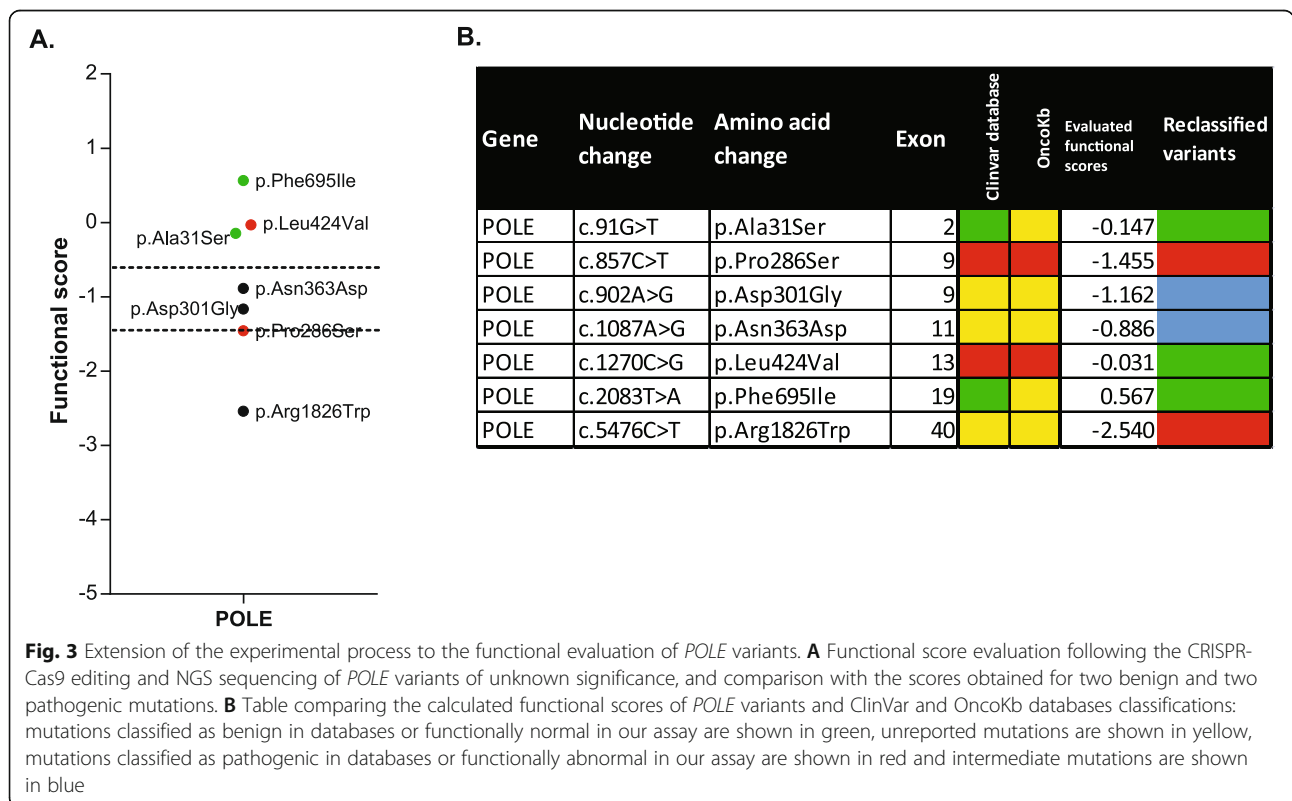 A.
2
1
0
-1
-2
-3
-4
-5
Functional score
p.Phe695Ile
p.Leu424Val
p.Ala31Ser
p.Asn363Asp
p.Asp301Gly
p.Pro286Ser
p.Arg1826Trp
POLE
B.
Gene Nucleotide change Amino acid change Exon Clinvar database OncoKb Evaluated functional scores Reclassified variants
POLE c.91G>T p.Ala31Ser 2 -0.147
POLE c.857C>T p.Pro286Ser 9 -1.455
POLE c.902A>G p.Asp301Gly 9 -1.162
POLE c.1087A>G p.Asn363Asp 11 -0.886
POLE c.1270C>G p.Leu424Val 13 -0.031
POLE c.2083T>A p.Phe695Ile 19 0.567
POLE c.5476C>T p.Arg1826Trp 40 -2.540
Fig. 3 Extension of the experimental process to the functional evaluation of POLE variants. A Functional score evaluation following the CRISPR-
Cas9 editing and NGS sequencing of POLE variants of unknown significance, and comparison with the scores obtained for two benign and two
pathogenic mutations. B Table comparing the calculated functional scores of POLE variants and ClinVar and OncoKb databases classifications:
mutations classified as benign in databases or functionally normal in our assay are shown in green, unreported mutations are shown in yellow,
mutations classified as pathogenic in databases or functionally abnormal in our assay are shown in red and intermediate mutations are shown
in blue